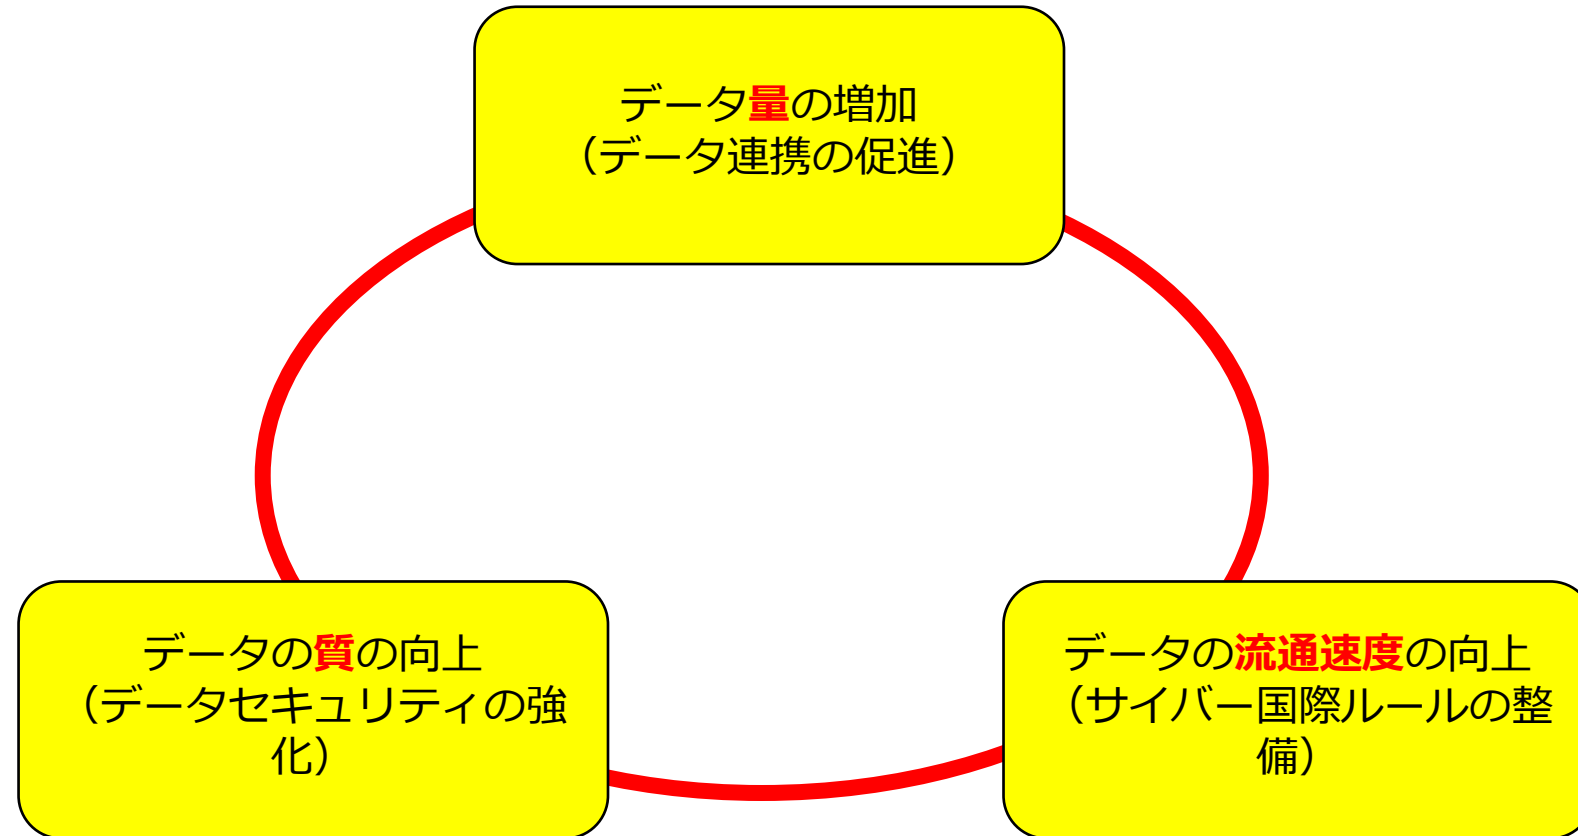 データ量の増加
（データ連携の促進）
データの質の向上
（データセキュリティの強
化）
データの流通速度の向上
（サイバー国際ルールの整
備）